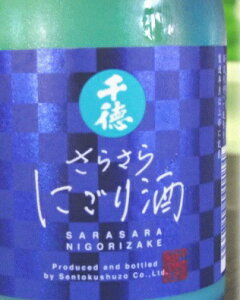 千徳
さらさら
にごり酒
SARASARA
NIGORIZAKE
Produced and bottled
by Sentokushuzo Co.,Ltd.